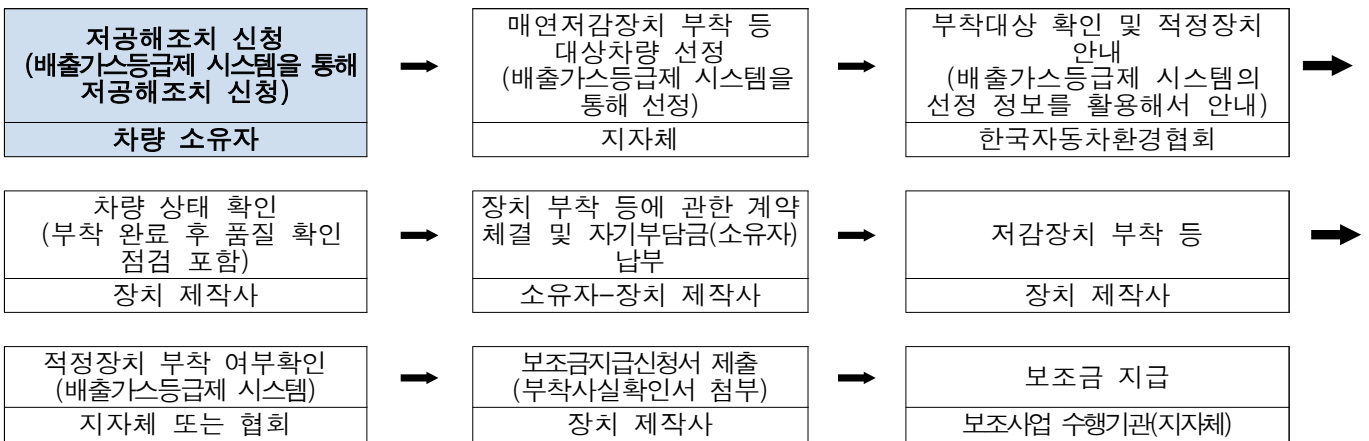 저공해조치 신청
(배출가스등급제 시스템을 통해
저공해조치 신청)
차량 소유자
매연저감장치 부착 등
대상차량 선정
(배출가스등급제 시스템을
통해 선정)
지자체
부착대상 확인 및 적정장치
안내
(배출가스등급제 시스템의
선정 정보를 활용해서 안내)
한국자동차환경협회
차량 상태 확인
(부착 완료 후 품질 확인
점검 포함)
장치 제작사
장치 부착 등에 관한 계약
체결 및 자기부담금(소유자)
납부
소유자-장치 제작사
저감장치 부착 등
장치 제작사
적정장치 부착 여부확인
(배출가스등급제 시스템)
지자체 또는 협회
보조금지급신청서 제출
(부착사실확인서 첨부)
장치 제작사
보조금 지급
보조사업 수행기관(지자체)